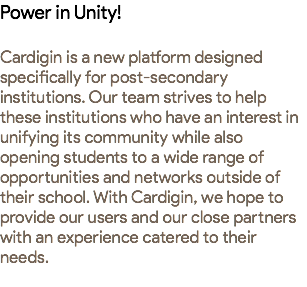 Power in Unity!
Cardigin is a new platform designed
specifically for post-secondary
institutions. Our team strives to help
these institutions who have an interest in
unifying its community while also
opening students to a wide range of
opportunities and networks outside of
their school. With Cardigin, we hope to
provide our users and our close partners
with an experience catered to their
needs.